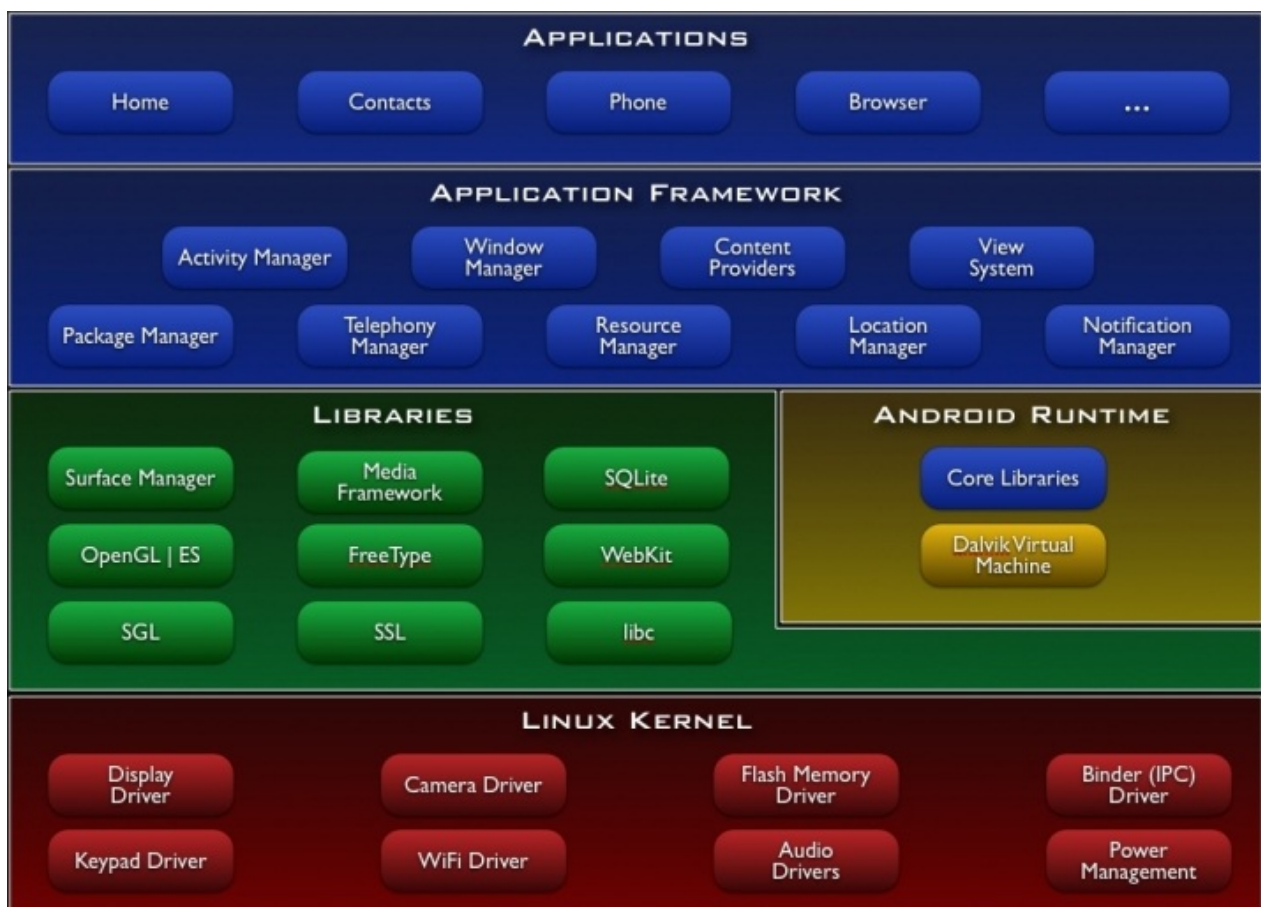 APPLICATIONS
Home
Contacts
Phone
Browser
...
APPLICATION FRAMEWORK
Activity Manager
Window
Manager
Content
Providers
View
System
Package Manager
Telephony
Manager
Resource
Manager
Location
Manager
Notification
Manager
LIBRARIES
Surface Manager
Media
Framework
SQLite
OpenGL | ES
FreeType
WebKit
SGL
SSL
libc
ANDROID RUNTIME
Core Libraries
Dalvik Virtual
Machine
LINUX KERNEL
Display
Driver
Camera Driver
Flash Memory
Driver
Binder (IPC)
Driver
Keypad Driver
WiFi Driver
Audio
Drivers
Power
Management